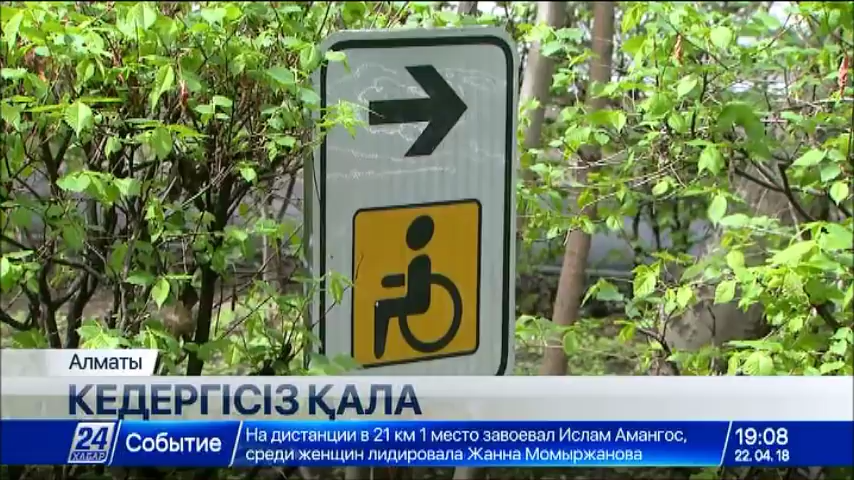 Алматы
КЕДЕРГІСІЗ ҚАЛА
24
ХАБАР
Событие
На дистанции в 21 км 1 место завоевал Ислам Амангос,
среди женщин лидировала Жанна Момыржанова
19:08
22.04.18